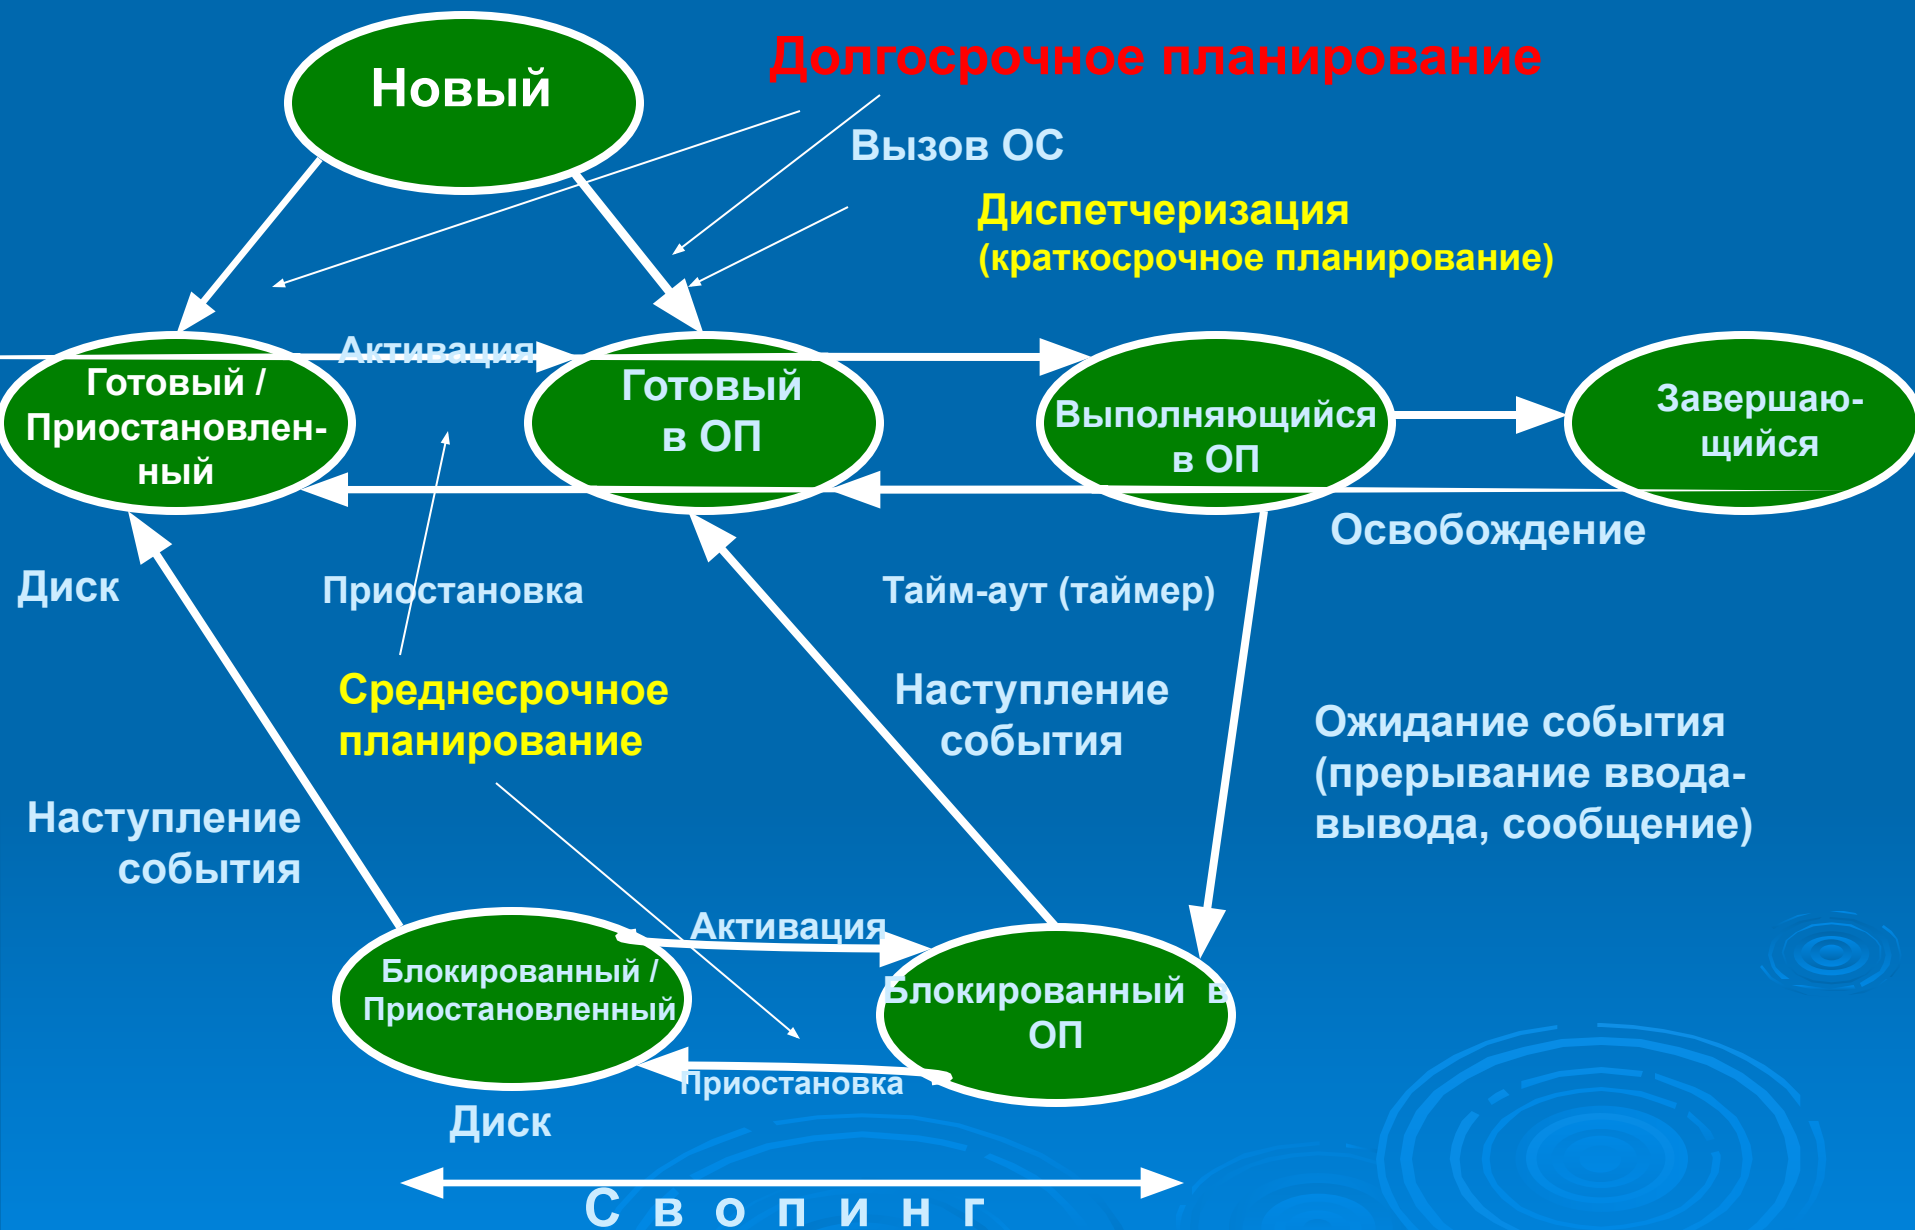 Новый
Долгосрочное планирование
Вызов ОС
Диспетчеризация
(краткосрочное планирование)
Активация
Готовый /
Приостановлен-
ный
Готовый
в ОП
Выполняющийся
в ОП
Завершаю-
щийся
Освобождение
Диск
Приостановка
Тайм-аут (таймер)
Среднесрочное
планирование
Наступление
события
Ожидание события
(прерывание ввода-
вывода, сообщение)
Наступление
события
Активация
Блокированный /
Приостановленный
Блокированный в
ОП
Приостановка
Диск
С в о п и н г